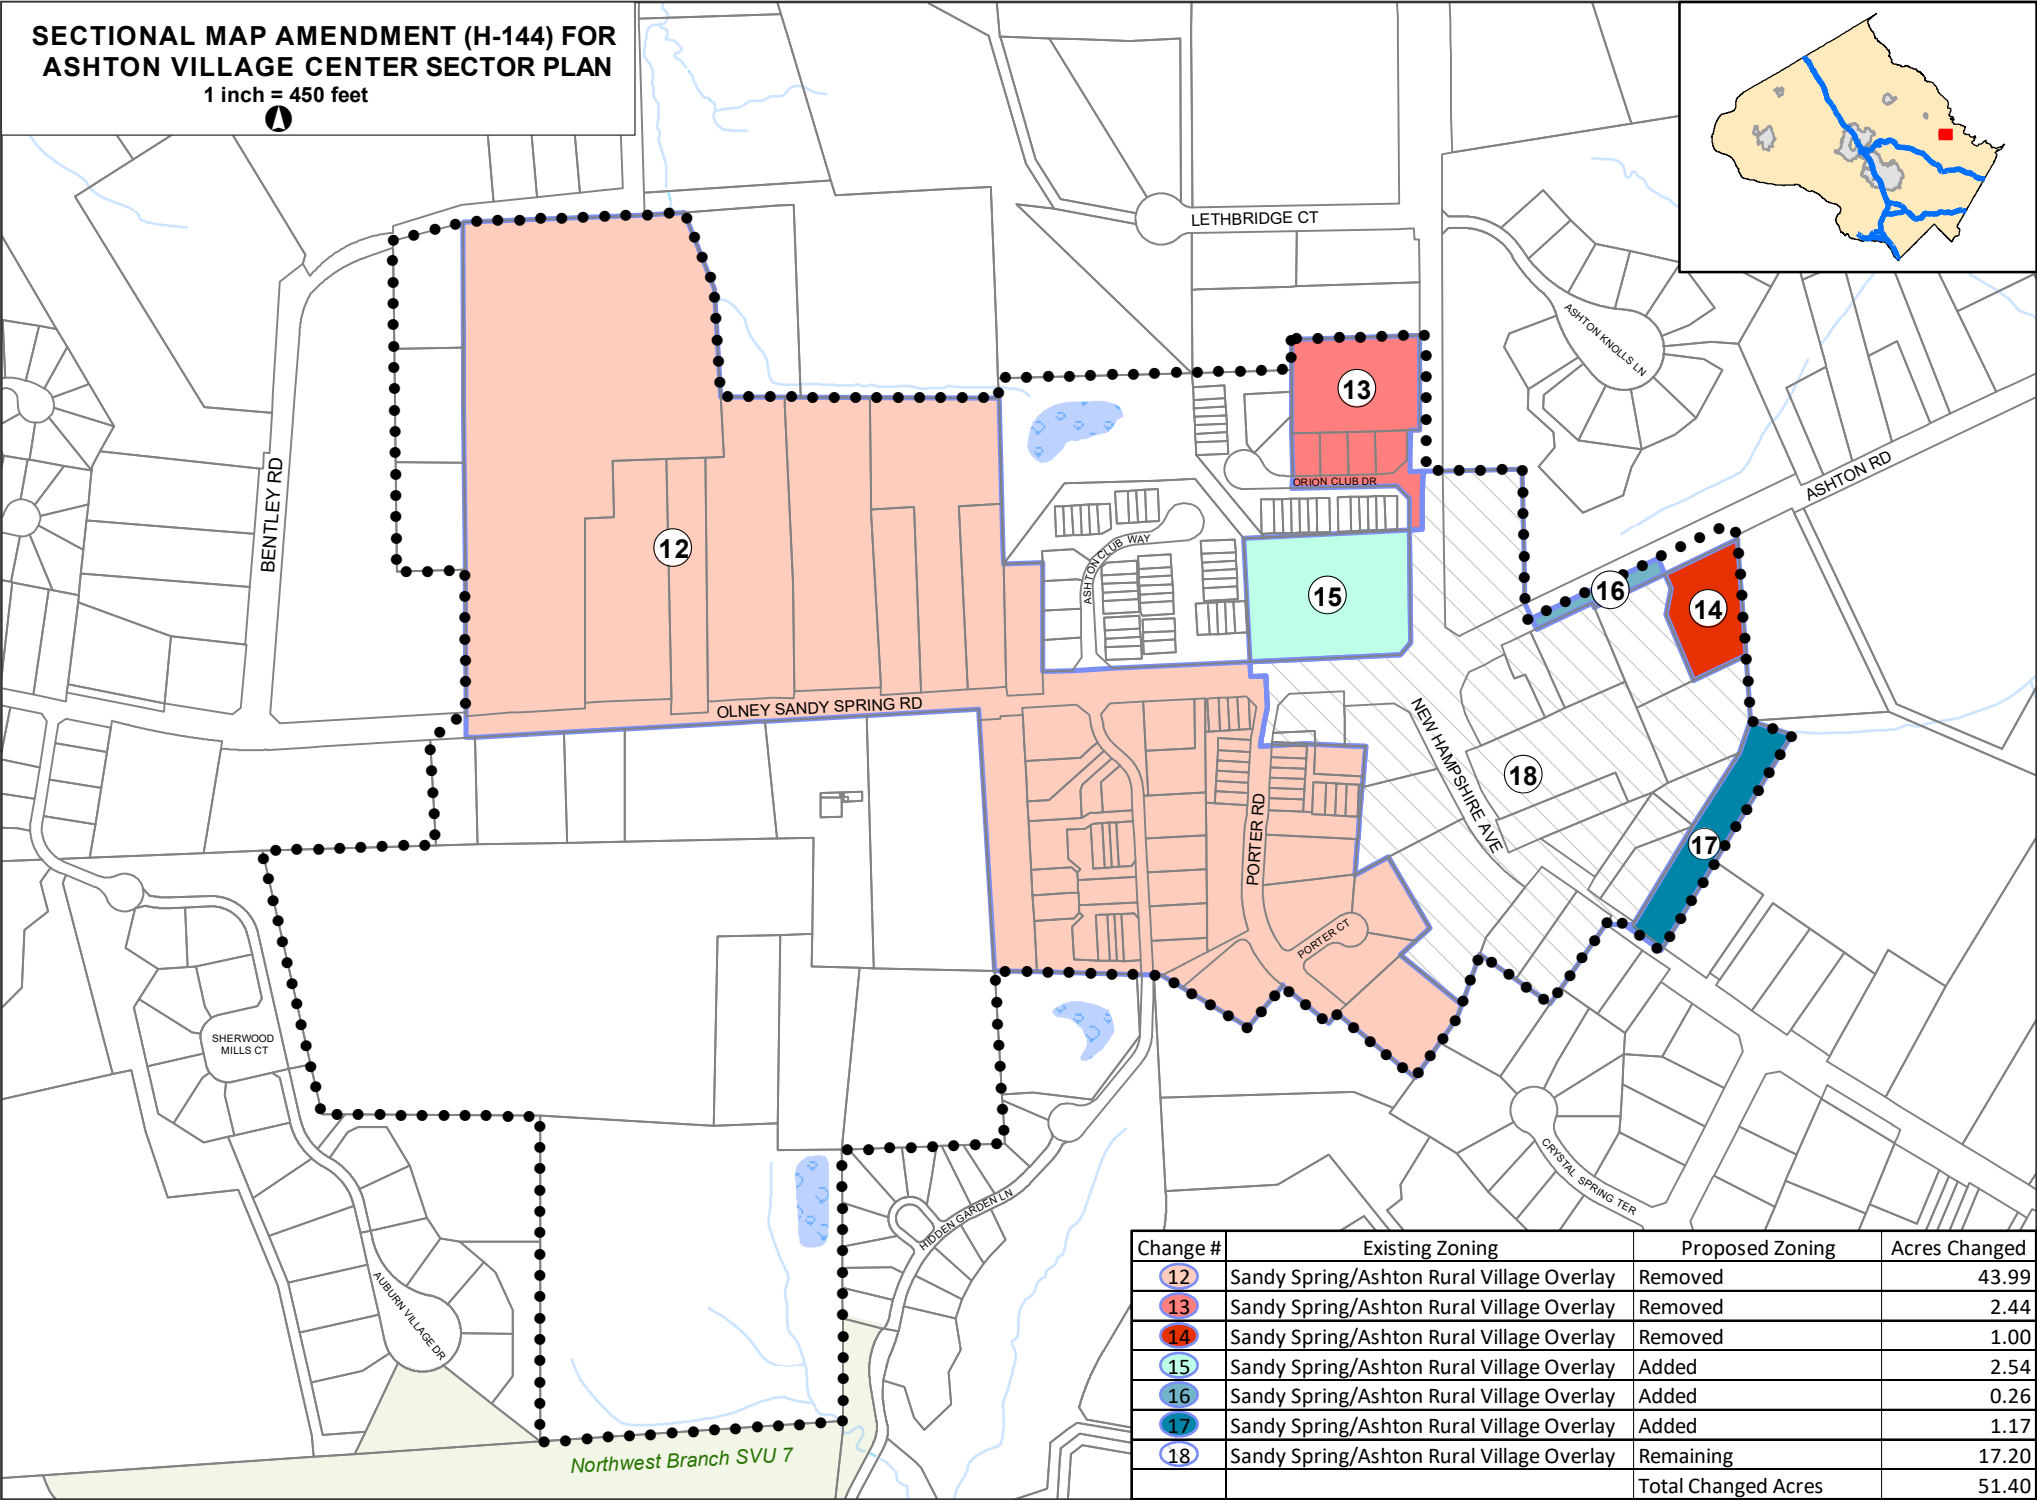 SECTIONAL MAP AMENDMENT (H-144) FOR
ASHTON VILLAGE CENTER SECTOR PLAN
1 inch = 450 feet
LETHBRIDGE CT
ASHTON KNOLLS LN
13
ASHTON RD
BENTLEY RD
ORION CLUB DR
12
ASHTON CLUB WAY
15
16
14
OLNEY SANDY SPRING RD
NEW HAMPSHIRE AVE
18
PORTER RD
17
PORTER CT
SHERWOOD
MILLS CT
CRYSTAL SPRING TER
HIDDEN GARDEN LN
AUBURN VILLAGE DR
Northwest Branch SVU 7
Change # Existing Zoning Proposed Zoning Acres Changed
12 Sandy Spring/Ashton Rural Village Overlay Removed 43.99
13 Sandy Spring/Ashton Rural Village Overlay Removed 2.44
14 Sandy Spring/Ashton Rural Village Overlay Removed 1.00
15 Sandy Spring/Ashton Rural Village Overlay Added 2.54
16 Sandy Spring/Ashton Rural Village Overlay Added 0.26
17 Sandy Spring/Ashton Rural Village Overlay Added 1.17
18 Sandy Spring/Ashton Rural Village Overlay Remaining 17.20
Total Changed Acres 51.40